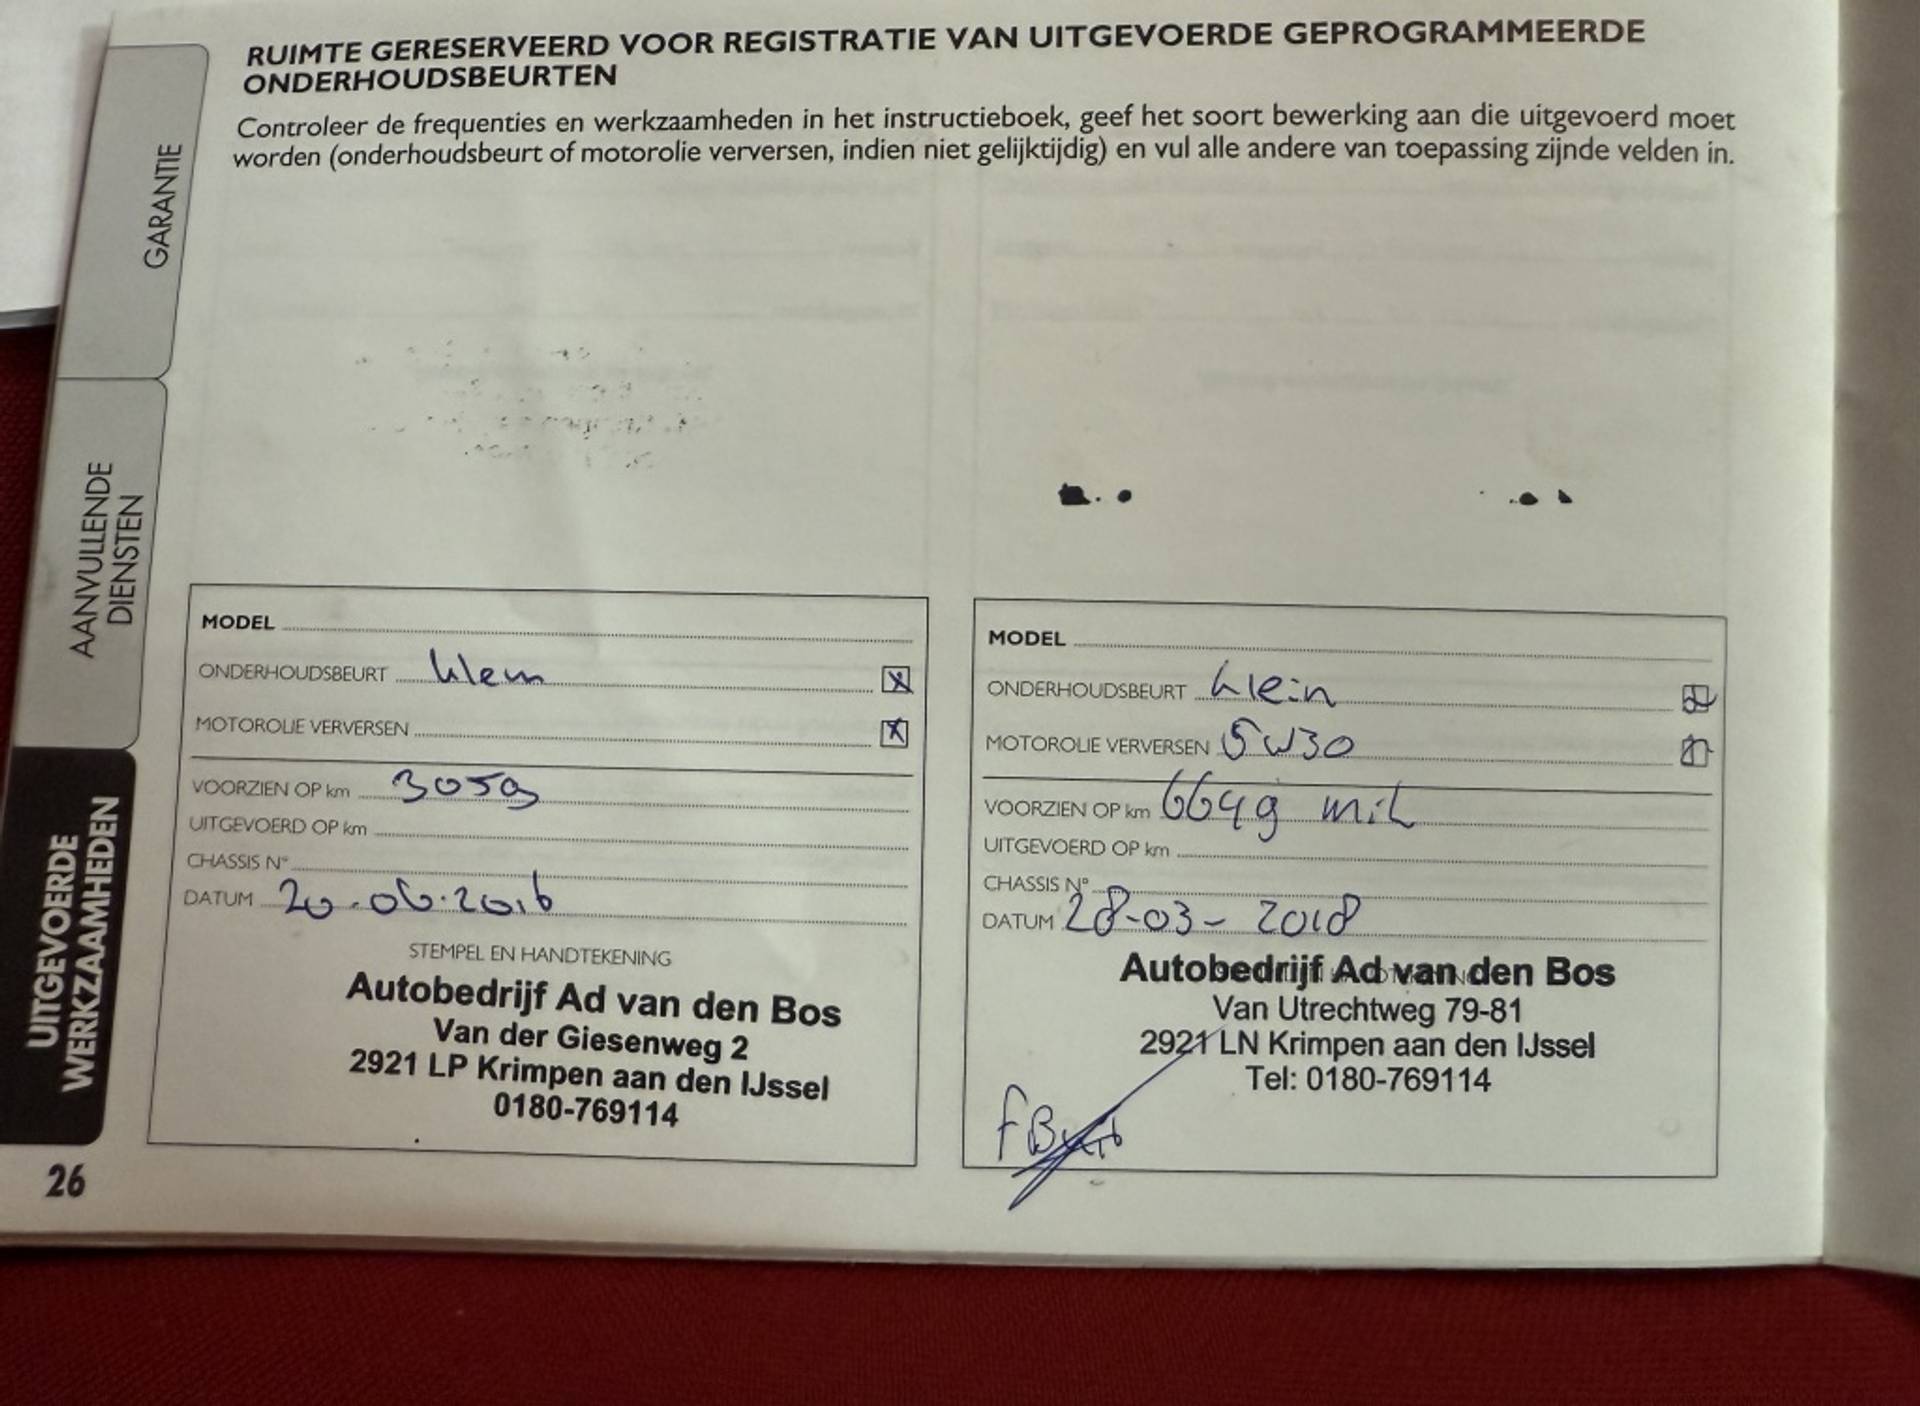 RUIMTE GERESERVEERD VOOR REGISTRATIE VAN UITGEVOERDE GEPROGRAMMEERDE
ONDERHOUDSBEURTEN
Controleer de frequenties en werkzaamheden in het instructieboek, geef het soort bewerking aan die uitgevoerd moet
worden (onderhoudsbeurt of motorolie verversen, indien niet gelijktijdig) en vul alle andere van toepassing zijnde velden in.
GARANTIE
AANVULLENDE
DIENSTEN
UITGEVOERDE
WERKZAAMHEDEN
MODEL
ONDERHOUDSBEURT klein
MOTOROLIE VERVERSEN
VOORZIEN OP km 3059
UITGEVOERD OP km
CHASSIS N°
DATUM 20.06.2016
STEMPEL EN HANDTEKENING
Autobedrijf Ad van den Bos
Van der Giesenweg 2
2921 LP Krimpen aan den IJssel
0180-769114
MODEL
ONDERHOUDSBEURT klein
MOTOROLIE VERVERSEN 5W30
VOORZIEN OP km 6649 mil
UITGEVOERD OP km
CHASSIS N°
DATUM 28-03-2018
Autobedrijf Ad van den Bos
Van Utrechtweg 79-81
2921 LN Krimpen aan den IJssel
Tel: 0180-769114
26